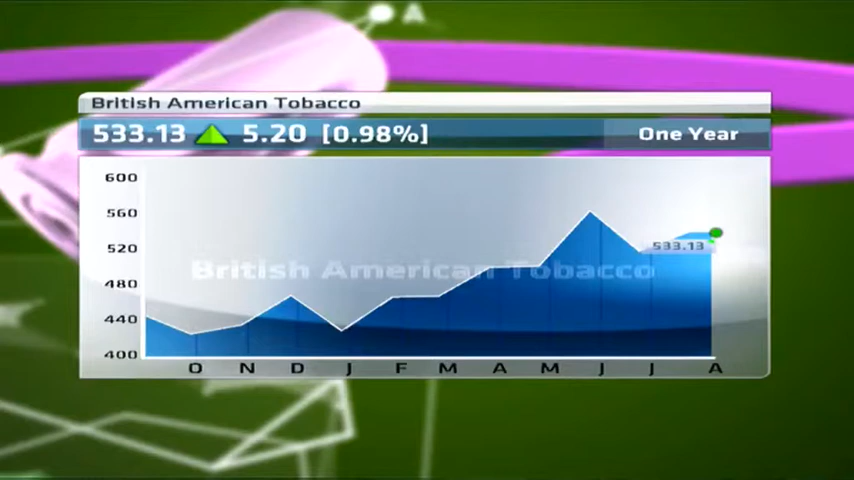 A
British American Tobacco
533.13 5.20 [0.98%] One Year
600
560
520
480
440
400
British American Tobacco
533.13
O N D J F M A M J J A